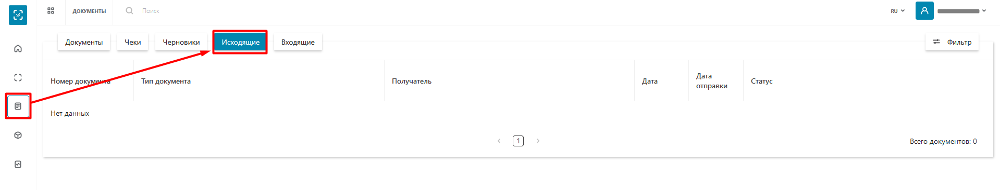 ДОКУМЕНТЫ
Поиск
RU
Документы
Чеки
Черновики
Исходящие
Входящие
Фильтр
Номер документа
Тип документа
Получатель
Дата
Дата
отправки
Статус
Нет данных
1
Всего документов: 0